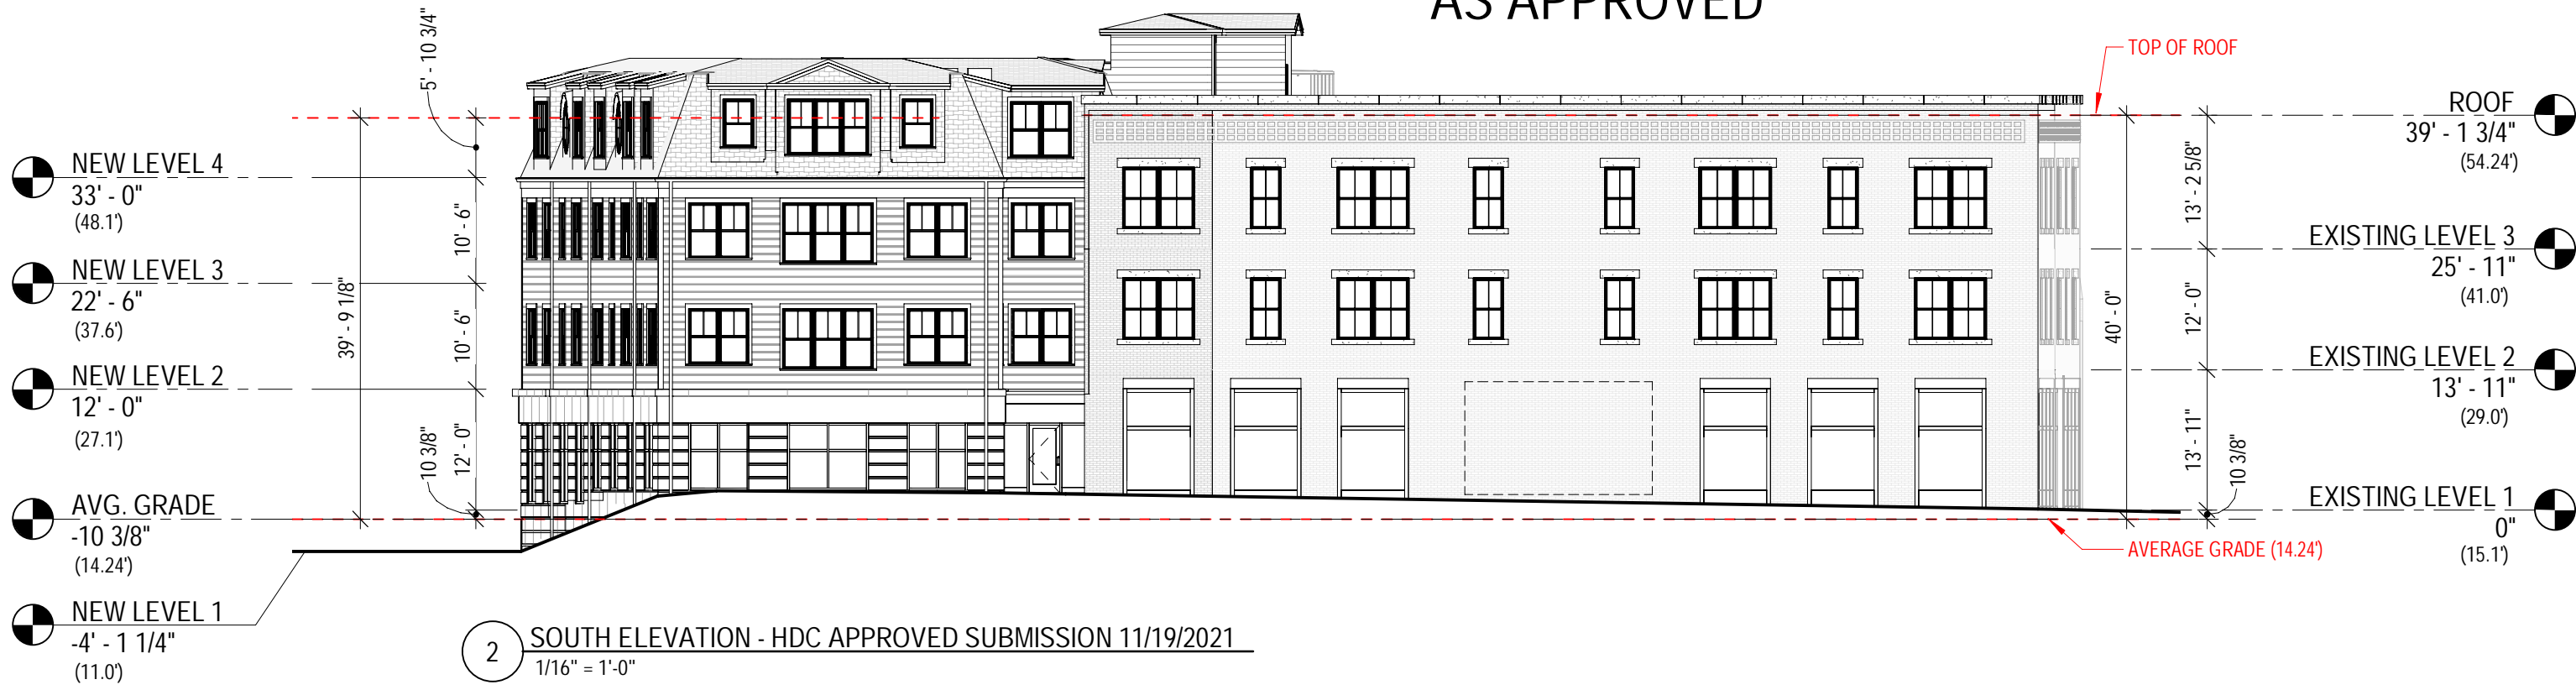 AS APPROVED
5' - 10 3/4"
TOP OF ROOF
ROOF
39' - 1 3/4"
(54.24')
NEW LEVEL 4
33' - 0"
(48.1')
13' - 2 5/8"
10' - 6"
EXISTING LEVEL 3
25' - 11"
(41.0')
NEW LEVEL 3
22' - 6"
(37.6')
39' - 9 1/8"
10' - 6"
40' - 0"
12' - 0"
EXISTING LEVEL 2
13' - 11"
(29.0')
NEW LEVEL 2
12' - 0"
(27.1')
10 3/8"
12' - 0"
13' - 11"
10 3/8"
AVG. GRADE
-10 3/8"
(14.24')
EXISTING LEVEL 1
0"
(15.1')
AVERAGE GRADE (14.24')
NEW LEVEL 1
-4' - 1 1/4"
(11.0')
2
SOUTH ELEVATION - HDC APPROVED SUBMISSION 11/19/2021
1/16" = 1'-0"